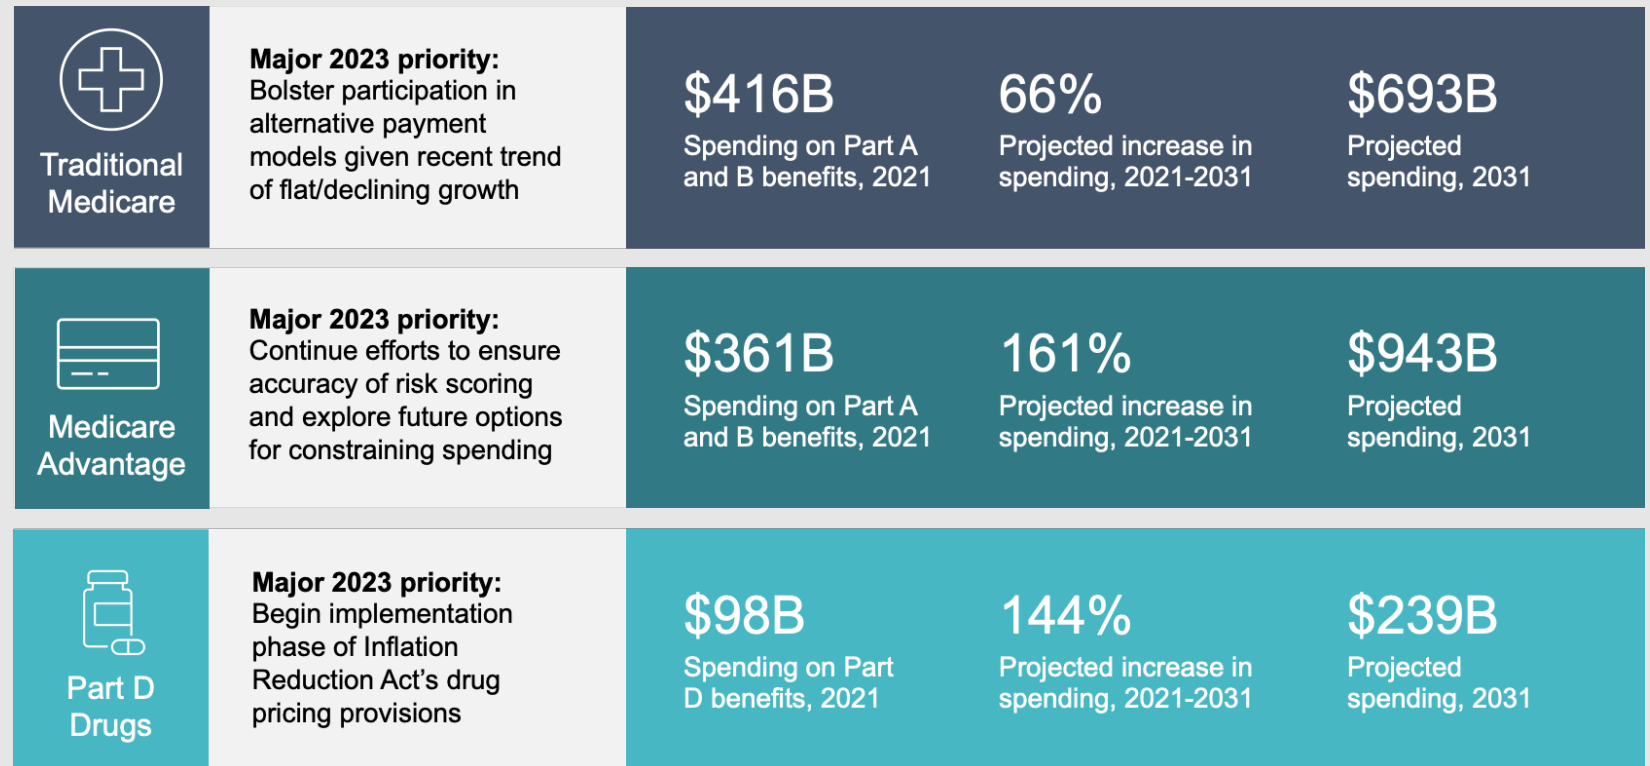 Traditional
Medicare
Major 2023 priority:
Bolster participation in
alternative payment
models given recent trend
of flat/declining growth
$416B
Spending on Part A
and B benefits, 2021
66%
Projected increase in
spending, 2021-2031
$693B
Projected
spending, 2031
Medicare
Advantage
Major 2023 priority:
Continue efforts to ensure
accuracy of risk scoring
and explore future options
for constraining spending
$361B
Spending on Part A
and B benefits, 2021
161%
Projected increase in
spending, 2021-2031
$943B
Projected
spending, 2031
Part D
Drugs
Major 2023 priority:
Begin implementation
phase of Inflation
Reduction Act’s drug
pricing provisions
$98B
Spending on Part
D benefits, 2021
144%
Projected increase in
spending, 2021-2031
$239B
Projected
spending, 2031